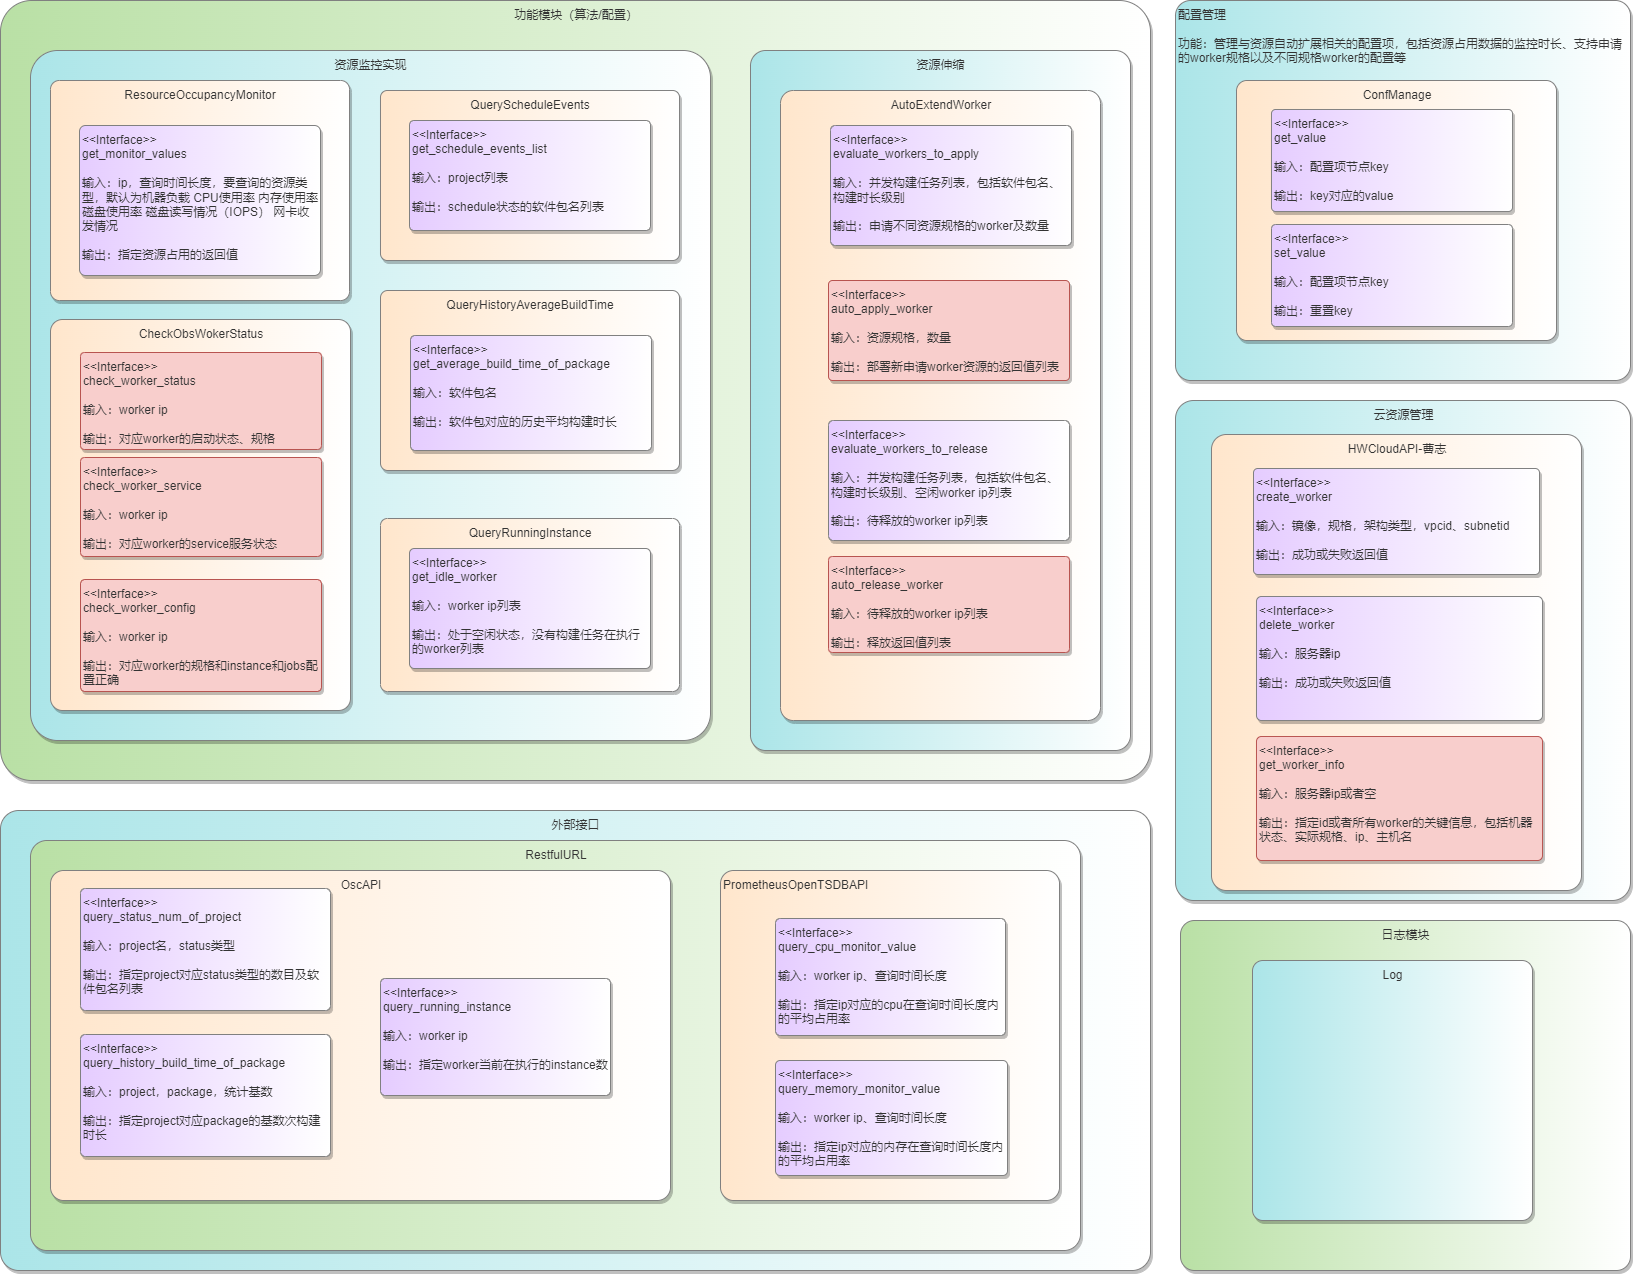 功能模块（算法/配置）
资源监控实现
ResourceOccupancyMonitor
<<Interface>>
get_monitor_values
输入：ip，查询时间长度，要查询的资源类
型，默认为机器负载 CPU使用率 内存使用率
磁盘使用率 磁盘读写情况（IOPS） 网卡收
发情况
输出：指定资源占用的返回值
CheckObsWokerStatus
<<Interface>>
check_worker_status
输入：worker ip
输出：对应worker的启动状态、规格
<<Interface>>
check_worker_service
输入：worker ip
输出：对应worker的service服务状态
<<Interface>>
check_worker_config
输入：worker ip
输出：对应worker的规格和instance和jobs配
置正确
QueryScheduleEvents
<<Interface>>
get_schedule_events_list
输入：project列表
输出：schedule状态的软件包名列表
QueryHistoryAverageBuildTime
<<Interface>>
get_average_build_time_of_package
输入：软件包名
输出：软件包对应的历史平均构建时长
QueryRunningInstance
<<Interface>>
get_idle_worker
输入：worker ip列表
输出：处于空闲状态，没有构建任务在执行
的worker列表
资源伸缩
AutoExtendWorker
<<Interface>>
evaluate_workers_to_apply
输入：并发构建任务列表，包括软件包名、
构建时长级别
输出：申请不同资源规格的worker及数量
<<Interface>>
auto_apply_worker
输入：资源规格，数量
输出：部署新申请worker资源的返回值列表
<<Interface>>
evaluate_workers_to_release
输入：并发构建任务列表，包括软件包名、
构建时长级别、空闲worker ip列表
输出：待释放的worker ip列表
<<Interface>>
auto_release_worker
输入：待释放的worker ip列表
输出：释放返回值列表
配置管理
功能：管理与资源自动扩展相关的配置项，包括资源占用数据的监控时长、支持申请
的worker规格以及不同规格worker的配置等
ConfManage
<<Interface>>
get_value
输入：配置项节点key
输出：key对应的value
<<Interface>>
set_value
输入：配置项节点key
输出：重置key
云资源管理
HWCloudAPI-曹志
<<Interface>>
create_worker
输入：镜像，规格，架构类型，vpcid、subnetid
输出：成功或失败返回值
<<Interface>>
delete_worker
输入：服务器ip
输出：成功或失败返回值
<<Interface>>
get_worker_info
输入：服务器ip或者空
输出：指定id或者所有worker的关键信息，包括机器
状态、实际规格、ip、主机名
外部接口
RestfulURL
OscAPI
<<Interface>>
query_status_num_of_project
输入：project名，status类型
输出：指定project对应status类型的数目及软
件包名列表
<<Interface>>
query_history_build_time_of_package
输入：project，package，统计基数
输出：指定project对应package的基数次构建
时长
<<Interface>>
query_running_instance
输入：worker ip
输出：指定worker当前在执行的instance数
PrometheusOpenTSDBAPI
<<Interface>>
query_cpu_monitor_value
输入：worker ip、查询时间长度
输出：指定ip对应的cpu在查询时间长度内
的平均占用率
<<Interface>>
query_memory_monitor_value
输入：worker ip、查询时间长度
输出：指定ip对应的内存在查询时间长度内
的平均占用率
日志模块
Log